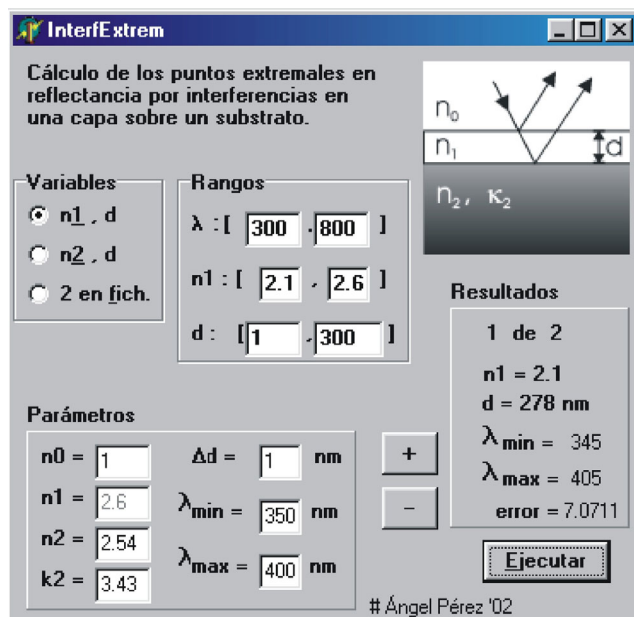 InterfExtrem
Cálculo de los puntos extremales en
reflectancia por interferencias en
una capa sobre un substrato.
n₀
n₁
d
n₂, κ₂
Variables
n1 , d
n2 , d
2 en fich.
Rangos
λ :[ 300 . 800 ]
n1 : [ 2.1 , 2.6 ]
d : [ 1 , 300 ]
Resultados
1 de 2
n1 = 2.1
d = 278 nm
λ min = 345
λ max = 405
error = 7.0711
Parámetros
n0 = 1
n1 = 2.6
n2 = 2.54
k2 = 3.43
Δd = 1 nm
λmin = 350 nm
λmax = 400 nm
+
-
Ejecutar
# Ángel Pérez '02